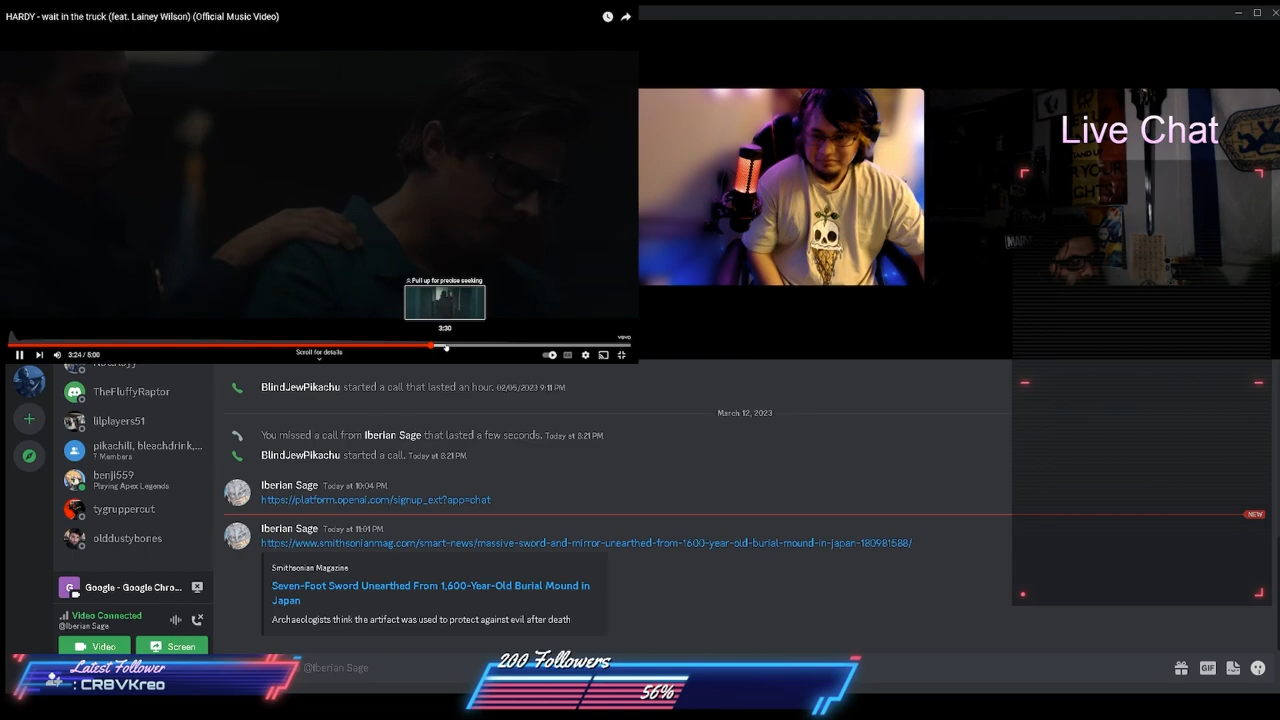 HARDY - wait in the truck (feat. Lainey Wilson) (Official Music Video)
Live Chat
Pull up for precise seeking
3:30
vevo
3:24 / 5:00
Scroll for details
TheFluffyRaptor
lilplayers51
pikachili, bleachdrink,...
7 Members
benji559
Playing Apex Legends
tygruppercut
olddustybones
Google - Google Chro...
Video Connected
@Iberian Sage
Video
Screen
BlindJewPikachu started a call that lasted an hour. 02/05/2023 9:11 PM
March 12, 2023
You missed a call from Iberian Sage that lasted a few seconds. Today at 8:21 PM
BlindJewPikachu started a call. Today at 8:21 PM
Iberian Sage Today at 10:04 PM
https://platform.openai.com/signup_ext?app=chat
NEW
Iberian Sage Today at 11:01 PM
https://www.smithsonianmag.com/smart-news/massive-sword-and-mirror-unearthed-from-1600-year-old-burial-mound-in-japan-180981588/
Smithsonian Magazine
Seven-Foot Sword Unearthed From 1,600-Year-Old Burial Mound in
Japan
Archaeologists think the artifact was used to protect against evil after death
@Iberian Sage
GIF
Latest Follower
: CR8VKreo
200 Followers
56%